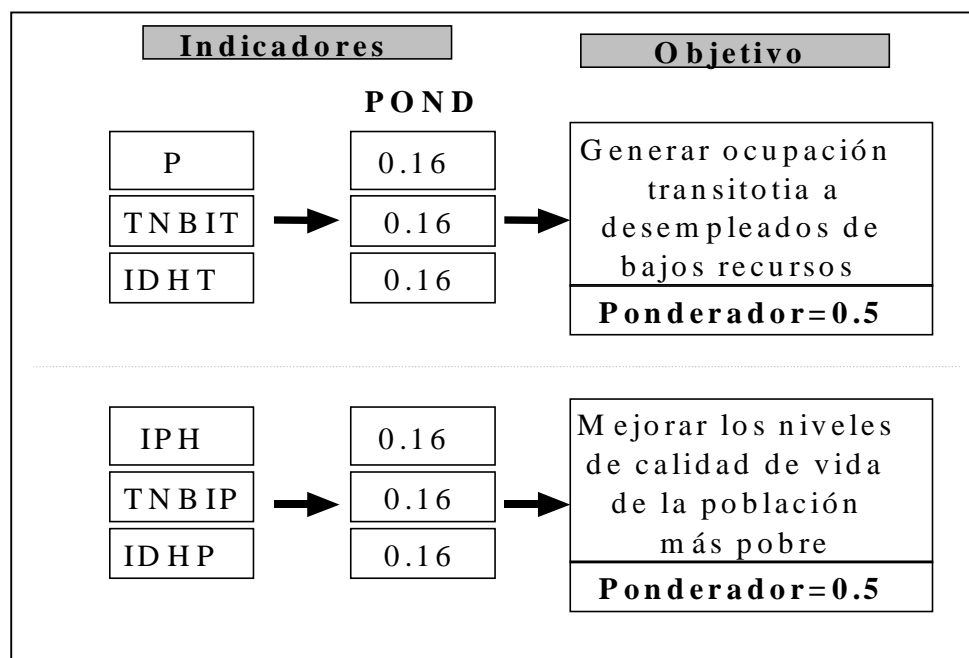 Indicadores
Objetivo
POND
P
0.16
TNBIT
0.16
IDHT
0.16
Generar ocupación
transitotia a
desempleados de
bajos recursos
Ponderador=0.5
IPH
0.16
TNBIP
0.16
IDHP
0.16
Mejorar los niveles
de calidad de vida
de la población
más pobre
Ponderador=0.5